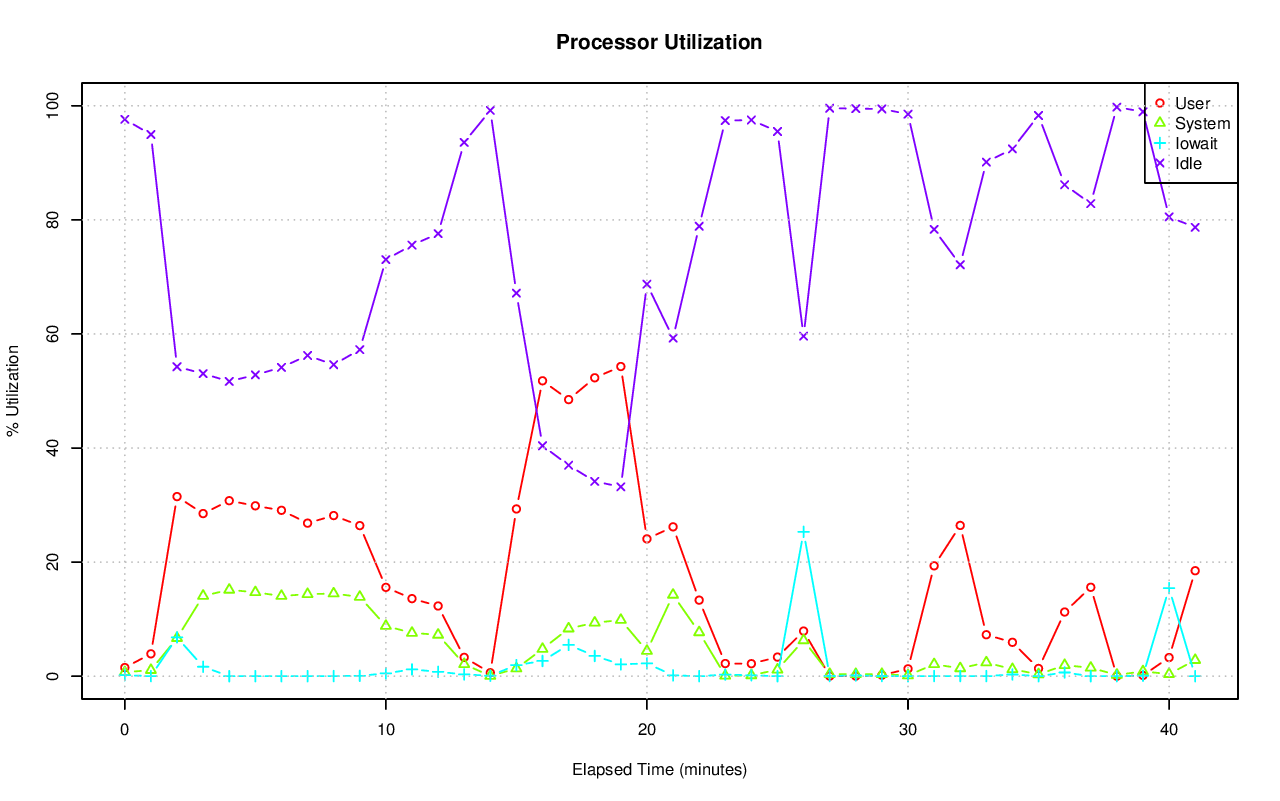 Processor Utilization
100
80
60
40
20
0
% Utilization
User
System
Iowait
Idle
0
10
20
30
40
Elapsed Time (minutes)